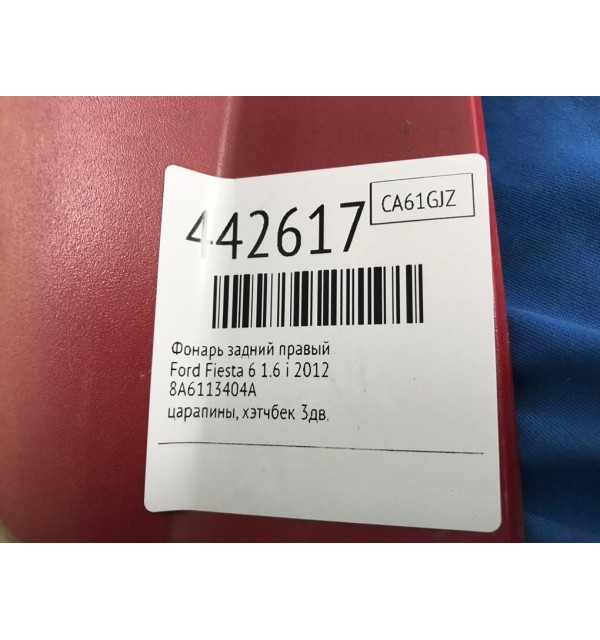 442617
CA61GJZ
Фонарь задний правый
Ford Fiesta 6 1.6 i 2012
8A6113404A
царапины, хэтчбек 3дв.